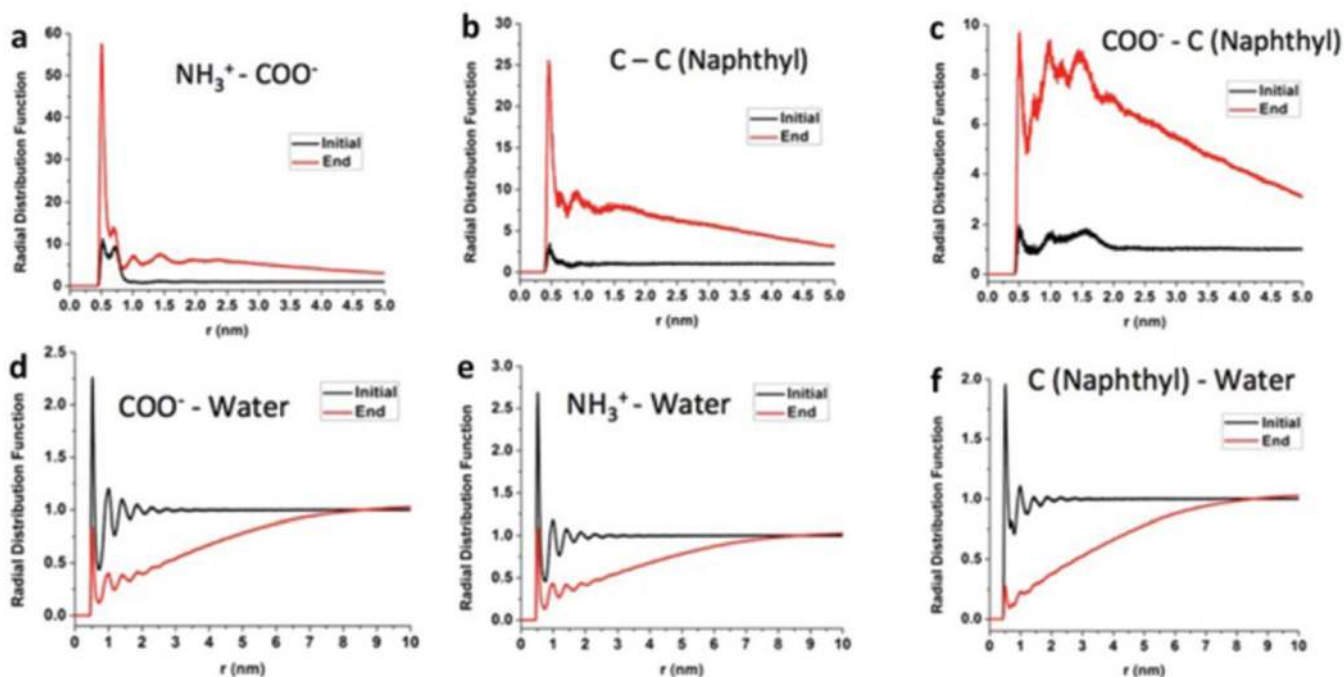 a
NH₃⁺ - COO⁻
Initial
End
Radial Distribution Function
60
50
40
30
20
10
0
0.0 0.5 1.0 1.5 2.0 2.5 3.0 3.5 4.0 4.5 5.0
r (nm)
b
C – C (Naphthyl)
Initial
End
Radial Distribution Function
30
25
20
15
10
5
0
0.0 0.5 1.0 1.5 2.0 2.5 3.0 3.5 4.0 4.5 5.0
r (nm)
c
COO⁻ - C (Naphthyl)
Initial
End
Radial Distribution Function
10
8
6
4
2
0
0.0 0.5 1.0 1.5 2.0 2.5 3.0 3.5 4.0 4.5 5.0
r (nm)
d
COO⁻ - Water
Initial
End
Radial Distribution Function
2.5
2.0
1.5
1.0
0.5
0.0
0 1 2 3 4 5 6 7 8 9 10
r (nm)
e
NH₃⁺ - Water
Initial
End
Radial Distribution Function
3.0
2.5
2.0
1.5
1.0
0.5
0.0
0 1 2 3 4 5 6 7 8 9 10
r (nm)
f
C (Naphthyl) - Water
Initial
End
Radial Distribution Function
2.0
1.5
1.0
0.5
0.0
0 1 2 3 4 5 6 7 8 9 10
r (nm)